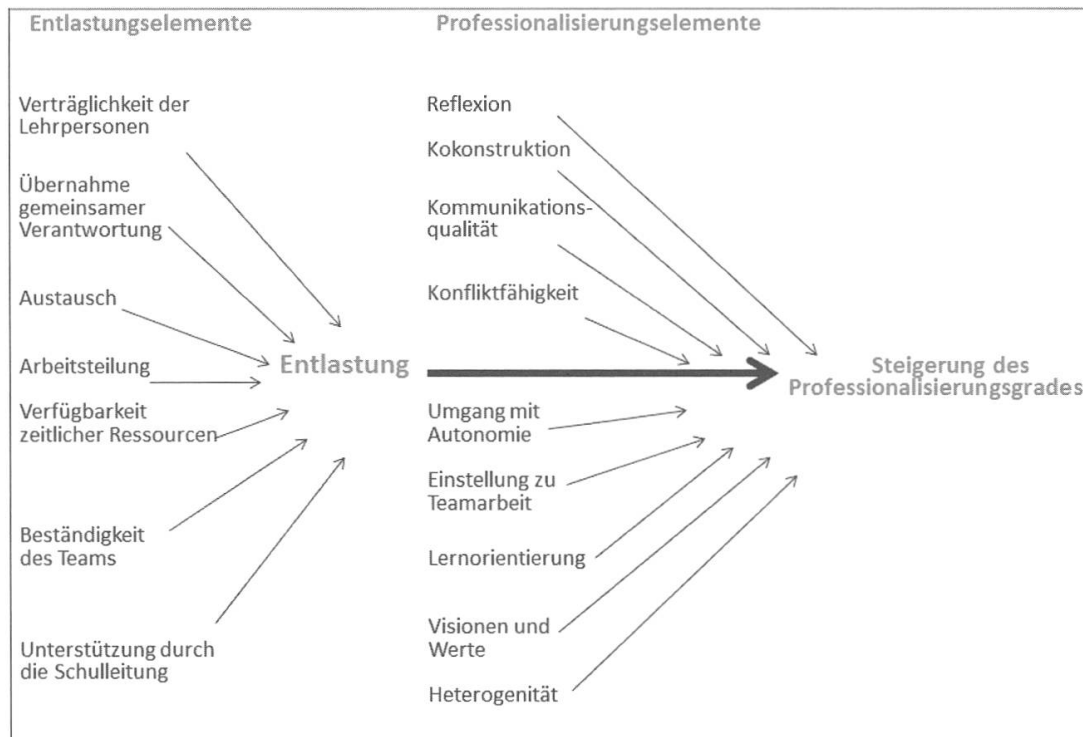 Entlastungselemente
Professionalisierungselemente
Verträglichkeit der
Lehrpersonen
Übernahme
gemeinsamer
Verantwortung
Austausch
Arbeitsteilung
Verfügbarkeit
zeitlicher Ressourcen
Beständigkeit
des Teams
Unterstützung durch
die Schulleitung
Entlastung
Reflexion
Kokonstruktion
Kommunikations-
qualität
Konfliktfähigkeit
Umgang mit
Autonomie
Einstellung zu
Teamarbeit
Lernorientierung
Visionen und
Werte
Heterogenität
Steigerung des
Professionalisierungsgrades